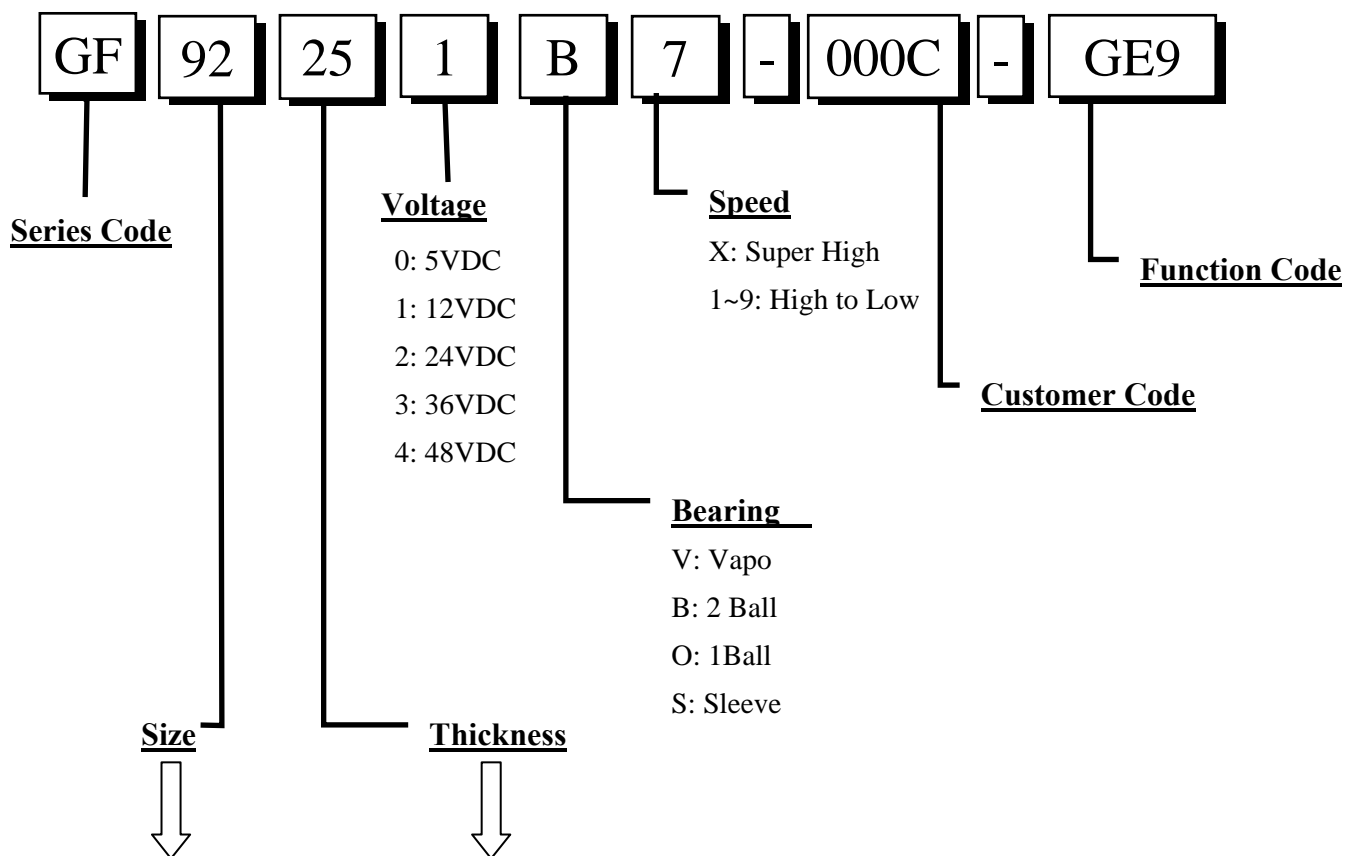 GF 92 25 1 B 7 - 000C - GE9
Series Code
Voltage
0: 5VDC
1: 12VDC
2: 24VDC
3: 36VDC
4: 48VDC
Speed
X: Super High
1~9: High to Low
Function Code
Customer Code
Bearing
V: Vapo
B: 2 Ball
O: 1Ball
S: Sleeve
Size
Thickness